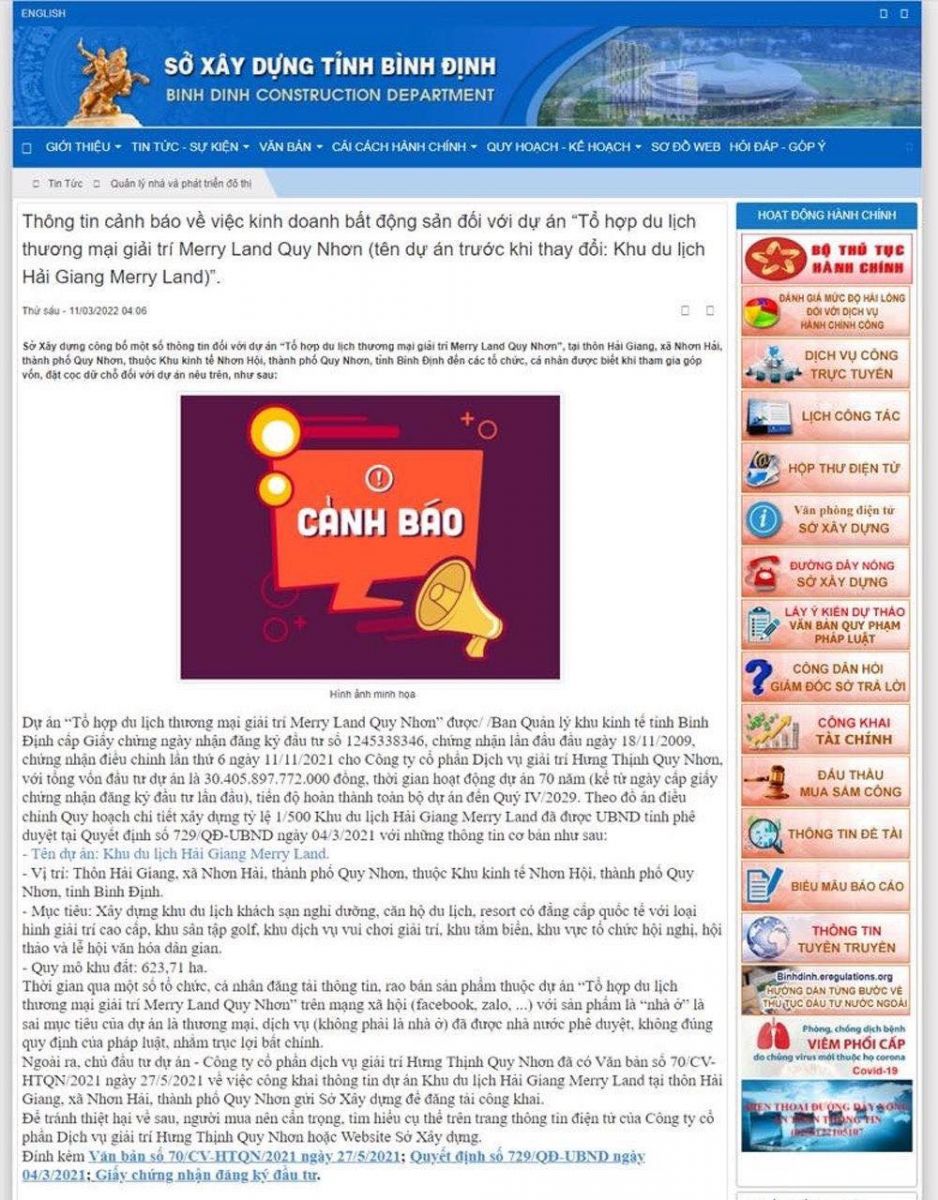 ENGLISH
SỞ XÂY DỰNG TỈNH BÌNH ĐỊNH
BINH DINH CONSTRUCTION DEPARTMENT
GIỚI THIỆU TIN TỨC - SỰ KIỆN VĂN BẢN CẢI CÁCH HÀNH CHÍNH QUY HOẠCH - KẾ HOẠCH SƠ ĐỒ WEB HỎI ĐÁP - GÓP Ý
Tin Tức Quản lý nhà và phát triển đô thị
Thông tin cảnh báo về việc kinh doanh bất động sản đối với dự án “Tổ hợp du lịch
thương mại giải trí Merry Land Quy Nhơn (tên dự án trước khi thay đổi: Khu du lịch
Hải Giang Merry Land)”.
Thứ sáu - 11/03/2022 04:06
Sở Xây dựng công bố một số thông tin đối với dự án “Tổ hợp du lịch thương mại giải trí Merry Land Quy Nhơn”, tại thôn Hải Giang, xã Nhơn Hải,
thành phố Quy Nhơn, thuộc Khu kinh tế Nhơn Hội, thành phố Quy Nhơn, tỉnh Bình Định đến các tổ chức, cá nhân được biết khi tham gia góp
vốn, đặt cọc dữ chỗ đối với dự án nêu trên, như sau:
CẢNH BÁO
Hình ảnh minh họa
Dự án “Tổ hợp du lịch thương mại giải trí Merry Land Quy Nhơn” được/ /Ban Quản lý khu kinh tế tỉnh Bình
Định cấp Giấy chứng ngày nhận đăng ký đầu tư số 1245338346, chứng nhận lần đầu đầu ngày 18/11/2009,
chứng nhận điều chỉnh lần thứ 6 ngày 11/11/2021 cho Công ty cổ phần Dịch vụ giải trí Hưng Thịnh Quy Nhơn,
với tổng vốn đầu tư dự án là 30.405.897.772.000 đồng, thời gian hoạt động dự án 70 năm (kể từ ngày cấp giấy
chứng nhận đăng ký đầu tư lần đầu), tiến độ hoàn thành toàn bộ dự án đến Quý IV/2029. Theo đồ án điều
chỉnh Quy hoạch chi tiết xây dựng tỷ lệ 1/500 Khu du lịch Hải Giang Merry Land đã được UBND tỉnh phê
duyệt tại Quyết định số 729/QĐ-UBND ngày 04/3/2021 với những thông tin cơ bản như sau:
- Tên dự án: Khu du lịch Hải Giang Merry Land.
- Vị trí: Thôn Hải Giang, xã Nhơn Hải, thành phố Quy Nhơn, thuộc Khu kinh tế Nhơn Hội, thành phố Quy
Nhơn, tỉnh Bình Định.
- Mục tiêu: Xây dựng khu du lịch khách sạn nghỉ dưỡng, căn hộ du lịch, resort có đẳng cấp quốc tế với loại
hình giải trí cao cấp, khu sân tập golf, khu dịch vụ vui chơi giải trí, khu tắm biển, khu vực tổ chức hội nghị, hội
thảo và lễ hội văn hóa dân gian.
- Quy mô khu đất: 623,71 ha.
Thời gian qua một số tổ chức, cá nhân đăng tải thông tin, rao bán sản phẩm thuộc dự án “Tổ hợp du lịch
thương mại giải trí Merry Land Quy Nhơn” trên mạng xã hội (facebook, zalo, ...) với sản phẩm là “nhà ở” là
sai mục tiêu của dự án là thương mại, dịch vụ (không phải là nhà ở) đã được nhà nước phê duyệt, không đúng
quy định của pháp luật, nhằm trục lợi bất chính.
Ngoài ra, chủ đầu tư dự án - Công ty cổ phần dịch vụ giải trí Hưng Thịnh Quy Nhơn đã có Văn bản số 70/CV-
HTQN/2021 ngày 27/5/2021 về việc công khai thông tin dự án Khu du lịch Hải Giang Merry Land tại thôn Hải
Giang, xã Nhơn Hải, thành phố Quy Nhơn gửi Sở Xây dựng để đăng tải công khai.
Để tránh thiệt hại về sau, người mua nên cẩn trọng, tìm hiểu cụ thể trên trang thông tin điện tử của Công ty cổ
phần Dịch vụ giải trí Hưng Thịnh Quy Nhơn hoặc Website Sở Xây dựng.
Đính kèm Văn bản số 70/CV-HTQN/2021 ngày 27/5/2021; Quyết định số 729/QĐ-UBND ngày
04/3/2021; Giấy chứng nhận đăng ký đầu tư.
HOẠT ĐỘNG HÀNH CHÍNH
BỘ THỦ TỤC
HÀNH CHÍNH
ĐÁNH GIÁ MỨC ĐỘ HÀI LÒNG
ĐỐI VỚI DỊCH VỤ
HÀNH CHÍNH CÔNG
DỊCH VỤ CÔNG
TRỰC TUYẾN
LỊCH CÔNG TÁC
HỘP THƯ ĐIỆN TỬ
Văn phòng điện tử
SỞ XÂY DỰNG
ĐƯỜNG DÂY NÓNG
SỞ XÂY DỰNG
LẤY Ý KIẾN DỰ THẢO
VĂN BẢN QUY PHẠM
PHÁP LUẬT
CÔNG DÂN HỎI
GIÁM ĐỐC SỞ TRẢ LỜI
CÔNG KHAI
TÀI CHÍNH
ĐẤU THẦU
MUA SẮM CÔNG
THÔNG TIN ĐỀ TÀI
BIỂU MẪU BÁO CÁO
THÔNG TIN
TUYÊN TRUYỀN
Binhdinh.eregulations.org
HƯỚNG DẪN TỪNG BƯỚC VỀ
THỦ TỤC ĐẦU TƯ NƯỚC NGOÀI
Phòng, chống dịch bệnh
VIÊM PHỔI CẤP
do chủng virus mới thuộc họ corona
Covid-19
ĐIỆN THOẠI ĐƯỜNG DÂY NÓNG